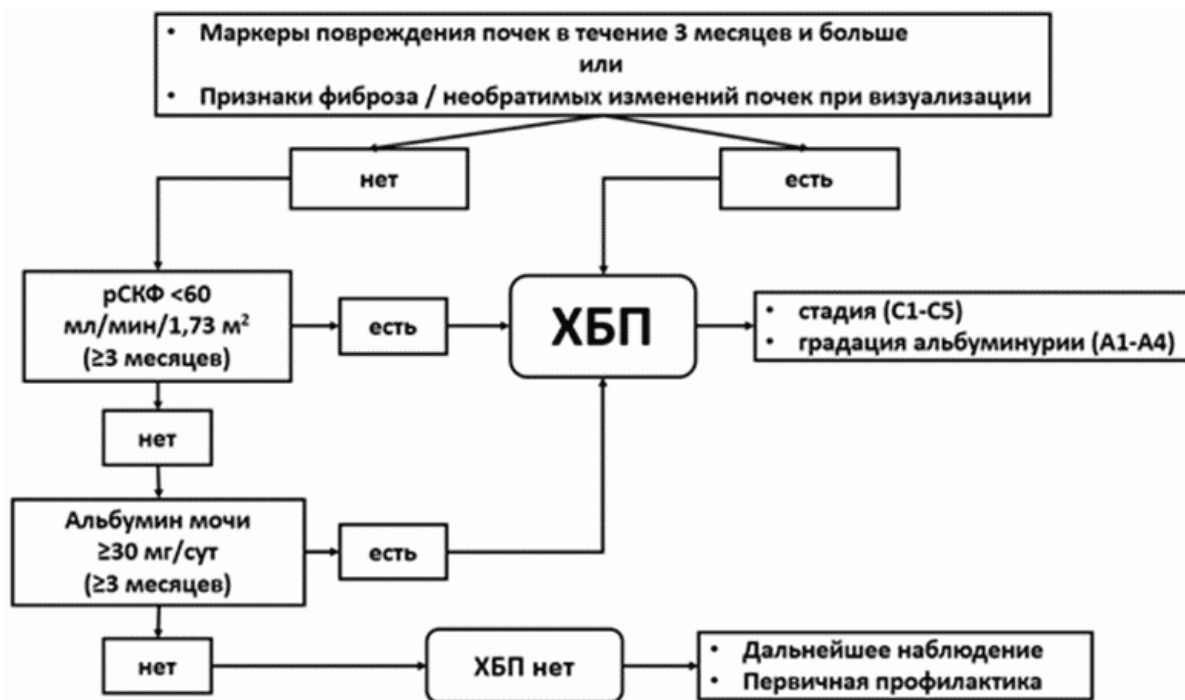 • Маркеры повреждения почек в течение 3 месяцев и больше
или
• Признаки фиброза / необратимых изменений почек при визуализации
нет
есть
рСКФ <60
мл/мин/1,73 м²
(≥3 месяцев)
есть
ХБП
• стадия (С1-С5)
• градация альбуминурии (А1-А4)
нет
Альбумин мочи
≥30 мг/сут
(≥3 месяцев)
есть
нет
ХБП нет
• Дальнейшее наблюдение
• Первичная профилактика